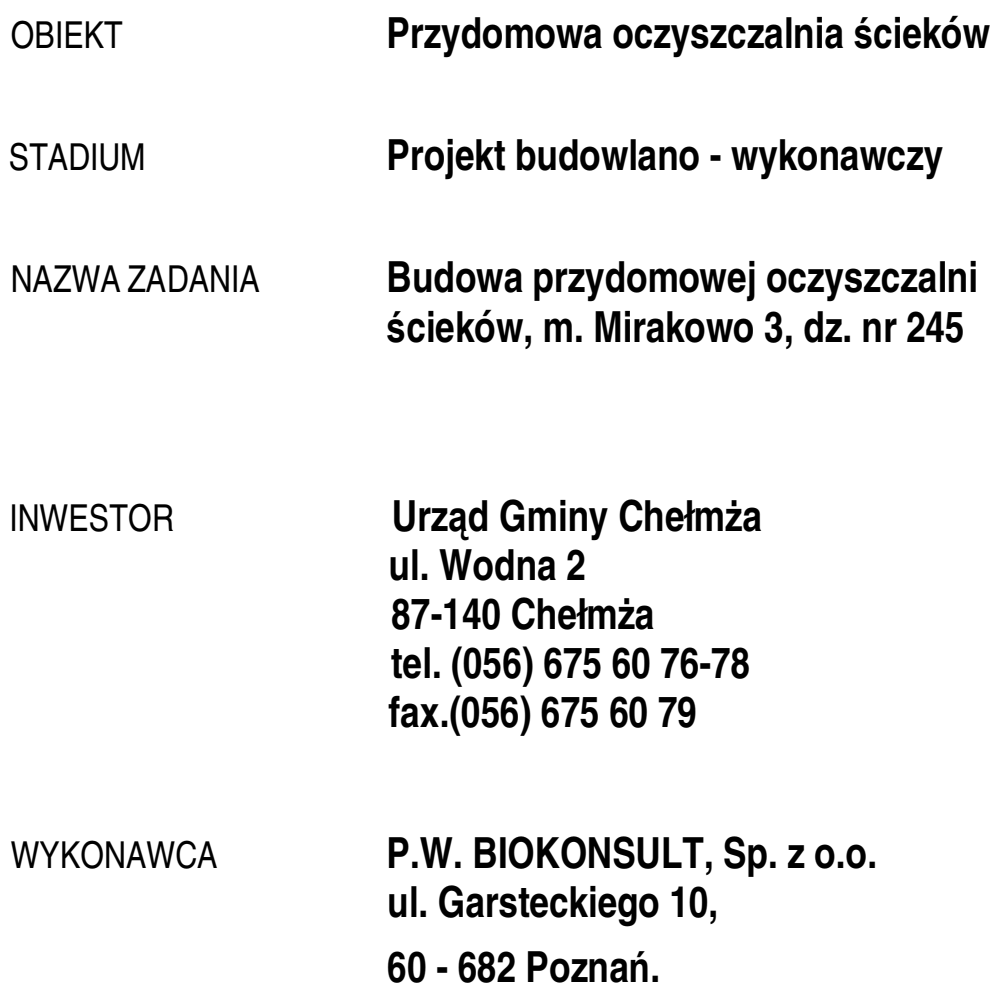 OBIEKT Przydomowa oczyszczalnia ścieków
STADIUM Projekt budowlano - wykonawczy
NAZWA ZADANIA Budowa przydomowej oczyszczalni
ścieków, m. Mirakowo 3, dz. nr 245
INWESTOR Urząd Gminy Chełmża
ul. Wodna 2
87-140 Chełmża
tel. (056) 675 60 76-78
fax.(056) 675 60 79
WYKONAWCA P.W. BIOKONSULT, Sp. z o.o.
ul. Garsteckiego 10,
60 - 682 Poznań.